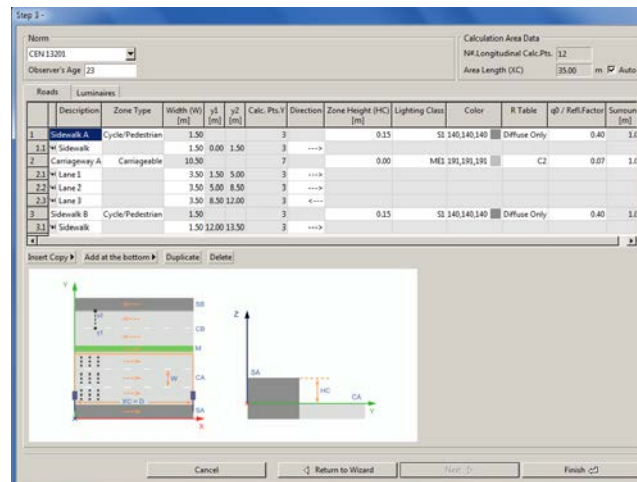 Step 3 -
Norm
CEN 13201
Observer's Age 23
Calculation Area Data
N#.Longitudinal Calc.Pts. 12
Area Length (XC) 35.00 m Auto
Roads Luminaires
Description Zone Type Width (W) [m] y1 [m] y2 [m] Calc. Pts.Y Direction Zone Height (HC) [m] Lighting Class Color R Table q0 / Refl.Factor Surroun [m]
1 Sidewalk A Cycle/Pedestrian 1.50 3 0.15 S1 140,140,140 Diffuse Only 0.40 1.0
1.1 Sidewalk 1.50 0.00 1.50 3 --->
2 Carriageway A Carriageable 10.50 7 0.00 ME1 191,191,191 C2 0.07 1.0
2.1 Lane 1 3.50 1.50 5.00 3 --->
2.2 Lane 2 3.50 5.00 8.50 3 --->
2.3 Lane 3 3.50 8.50 12.00 3 <---
3 Sidewalk B Cycle/Pedestrian 1.50 3 0.15 S1 140,140,140 Diffuse Only 0.40 1.0
3.1 Sidewalk 1.50 12.00 13.50 3 --->
Insert Copy Add at the bottom Duplicate Delete
Y
SB
y2
y1
CB
M
W
CA
XC = D
SA
X
Z
SA
HC
CA
Y
Cancel Return to Wizard Next Finish